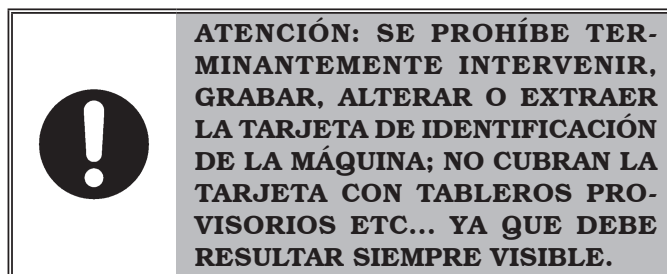 ATENCIÓN: SE PROHÍBE TER-
MINANTEMENTE INTERVENIR,
GRABAR, ALTERAR O EXTRAER
LA TARJETA DE IDENTIFICACIÓN
DE LA MÁQUINA; NO CUBRAN LA
TARJETA CON TABLEROS PRO-
VISORIOS ETC... YA QUE DEBE
RESULTAR SIEMPRE VISIBLE.